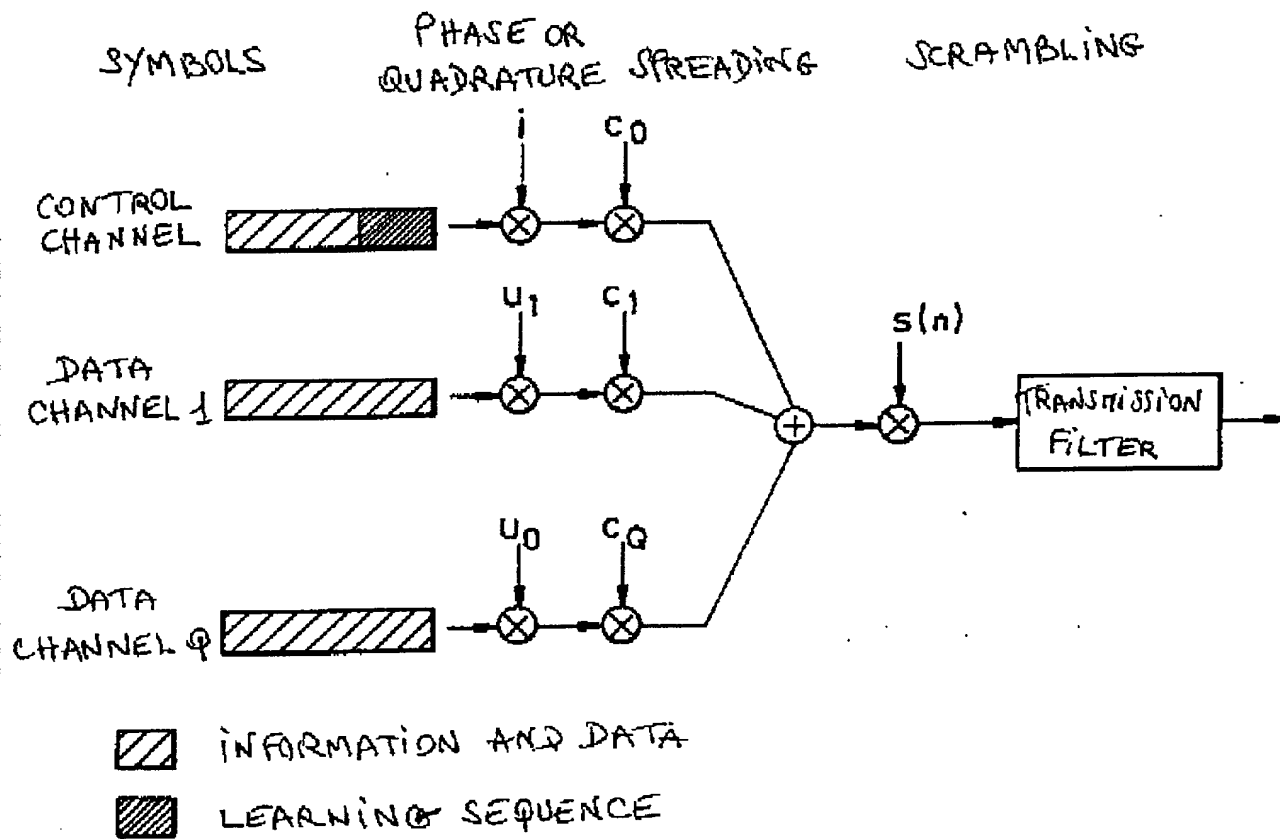 SYMBOLS
PHASE OR
QUADRATURE
SPREADING
SCRAMBLING
i
c0
CONTROL
CHANNEL
u1
c1
s(n)
DATA
CHANNEL 1
TRANSMISSION
FILTER
u0
cQ
DATA
CHANNEL Q
INFORMATION AND DATA
LEARNING SEQUENCE